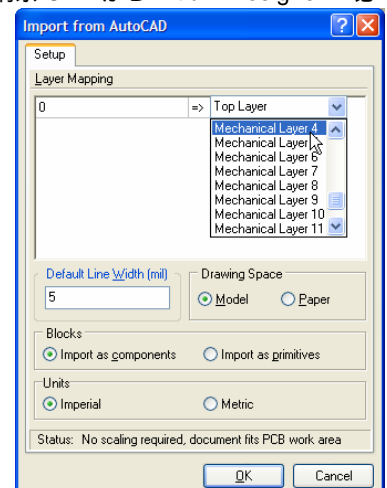 Import from AutoCAD
Setup
Layer Mapping
0 => Top Layer
Mechanical Layer 4
Mechanical Layer
Mechanical Layer 6
Mechanical Layer 7
Mechanical Layer 8
Mechanical Layer 9
Mechanical Layer 10
Mechanical Layer 11
Default Line Width (mil)
5
Drawing Space
Model Paper
Blocks
Import as components Import as primitives
Units
Imperial Metric
Status: No scaling required, document fits PCB work area
OK Cancel